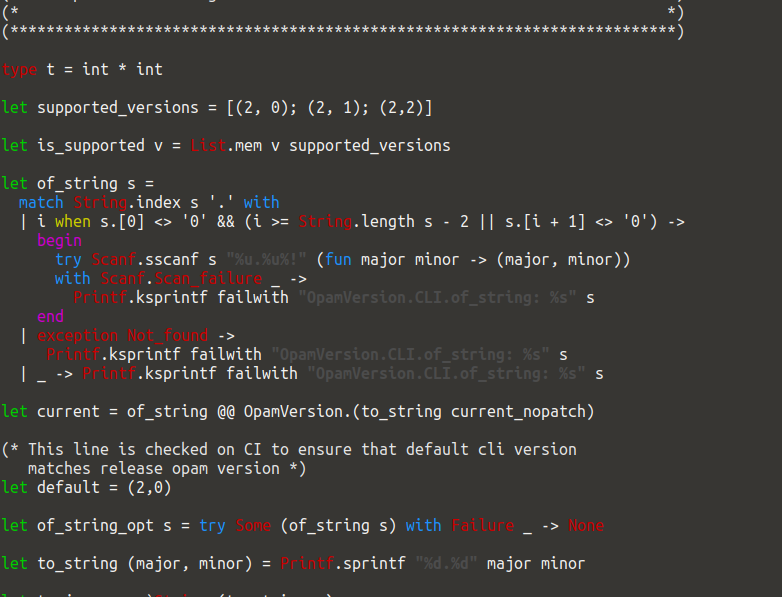 (*                                                                        *)
(**************************************************************************)
type t = int * int
let supported_versions = [(2, 0); (2, 1); (2,2)]
let is_supported v = List.mem v supported_versions
let of_string s =
  match String.index s '.' with
  | i when s.[0] <> '0' && (i >= String.length s - 2 || s.[i + 1] <> '0') ->
    begin
      try Scanf.sscanf s "%u.%u%!" (fun major minor -> (major, minor))
      with Scanf.Scan_failure _ ->
        Printf.ksprintf failwith "OpamVersion.CLI.of_string: %s" s
    end
  | exception Not_found ->
     Printf.ksprintf failwith "OpamVersion.CLI.of_string: %s" s
  | _ -> Printf.ksprintf failwith "OpamVersion.CLI.of_string: %s" s
let current = of_string @@ OpamVersion.(to_string current_nopatch)
(* This line is checked on CI to ensure that default cli version
   matches release opam version *)
let default = (2,0)
let of_string_opt s = try Some (of_string s) with Failure _ -> None
let to_string (major, minor) = Printf.sprintf "%d.%d" major minor